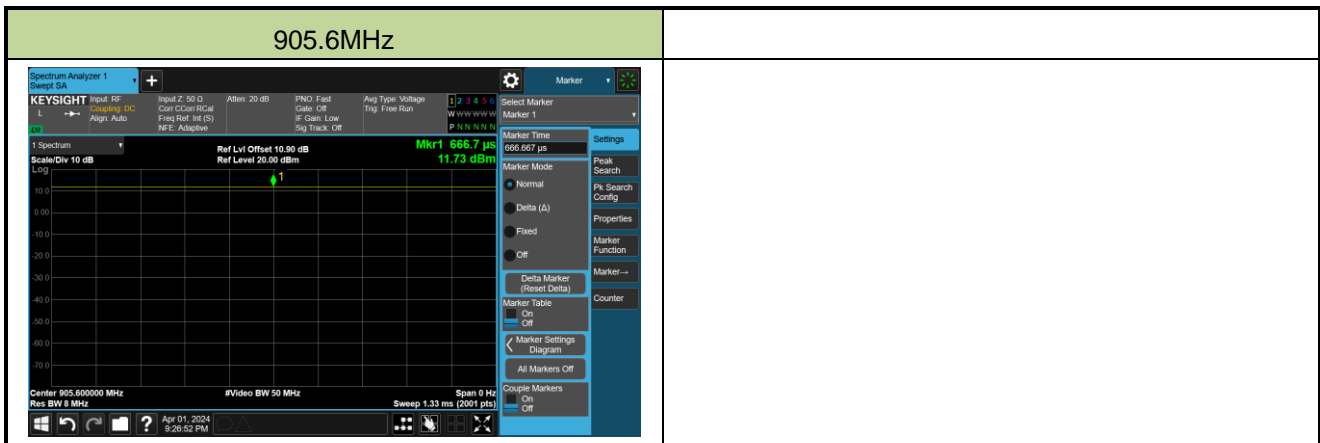 905.6MHz
Spectrum Analyzer 1
Swept SA
Marker
KEYSIGHT
L
Input: RF
Coupling: DC
Align: Auto
Input Z: 50 Ω
Corr CCorr RCal
Freq Ref: Int (S)
NFE: Adaptive
Atten: 20 dB
PNO: Fast
Gate: Off
IF Gain: Low
Sig Track: Off
Avg Type: Voltage
Trig: Free Run
1 2 3 4 5 6
W W W W W W
P N N N N N
Select Marker
Marker 1
1 Spectrum
Scale/Div 10 dB
Log
Ref Lvl Offset 10.90 dB
Ref Level 20.00 dBm
Mkr1 666.7 µs
11.73 dBm
1
10.0
0.00
-10.0
-20.0
-30.0
-40.0
-50.0
-60.0
-70.0
Center 905.600000 MHz
Res BW 8 MHz
#Video BW 50 MHz
Span 0 Hz
Sweep 1.33 ms (2001 pts)
Marker Time
666.667 µs
Marker Mode
Normal
Delta (Δ)
Fixed
Off
Delta Marker
(Reset Delta)
Marker Table
On
Off
Marker Settings
Diagram
All Markers Off
Couple Markers
On
Off
Settings
Peak
Search
Pk Search
Config
Properties
Marker
Function
Marker→
Counter
?
Apr 01, 2024
9:26:52 PM